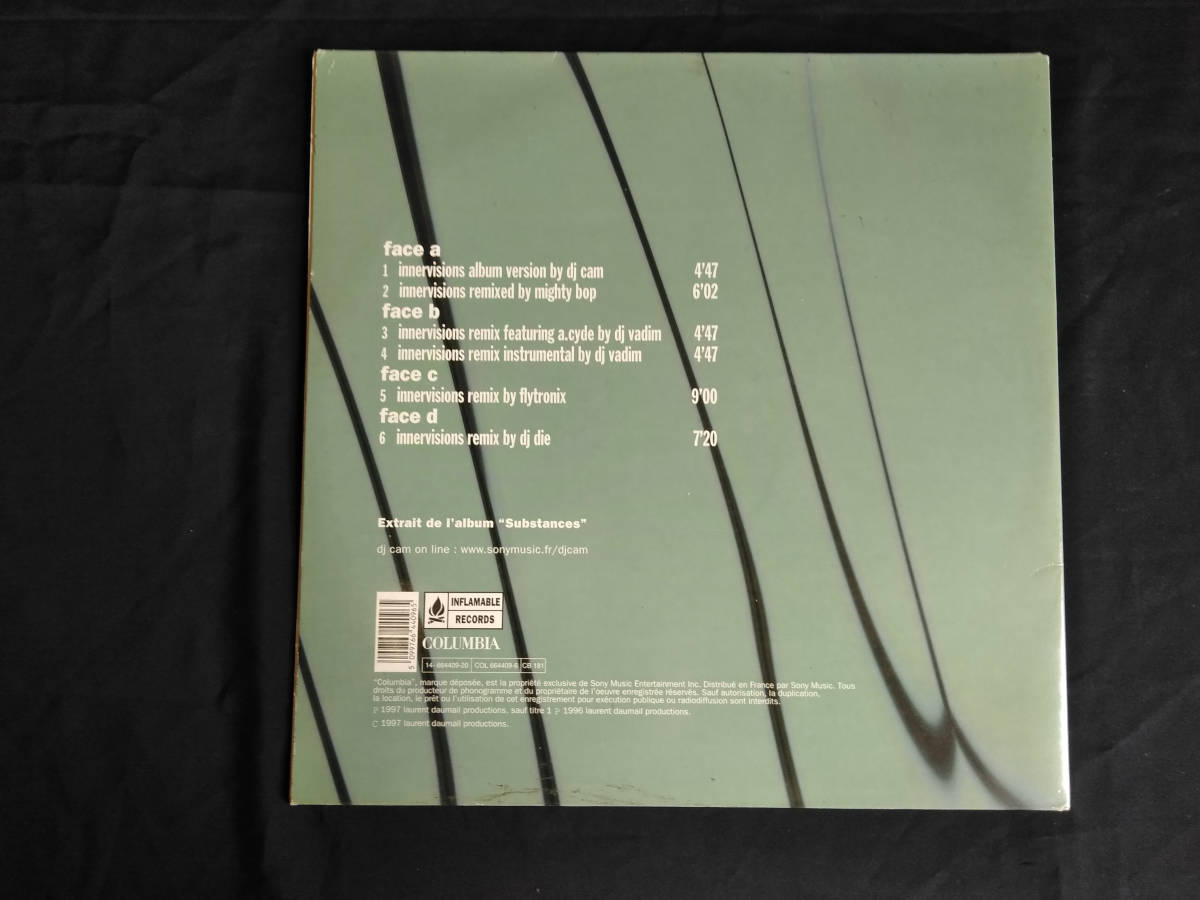 face a
1 innervisions album version by dj cam 4'47
2 innervisions remixed by mighty bop 6'02
face b
3 innervisions remix featuring a.cyde by dj vadim 4'47
4 innervisions remix instrumental by dj vadim 4'47
face c
5 innervisions remix by flytronix 9'00
face d
6 innervisions remix by dj die 7'20
Extrait de l'album "Substances"
dj cam on line : www.sonymusic.fr/djcam
5 099766 440965
INFLAMABLE
RECORDS
COLUMBIA
14- 664409-20 COL 664409-6 CB 181
"Columbia", marque déposée, est la propriété exclusive de Sony Music Entertainment Inc. Distribué en France par Sony Music. Tous
droits du producteur de phonogramme et du propriétaire de l'oeuvre enregistrée réservés. Sauf autorisation, la duplication,
la location, le prêt ou l'utilisation de cet enregistrement pour exécution publique ou radiodiffusion sont interdits.
℗ 1997 laurent daumail productions. sauf titre 1 ℗ 1996 laurent daumail productions.
© 1997 laurent daumail productions.